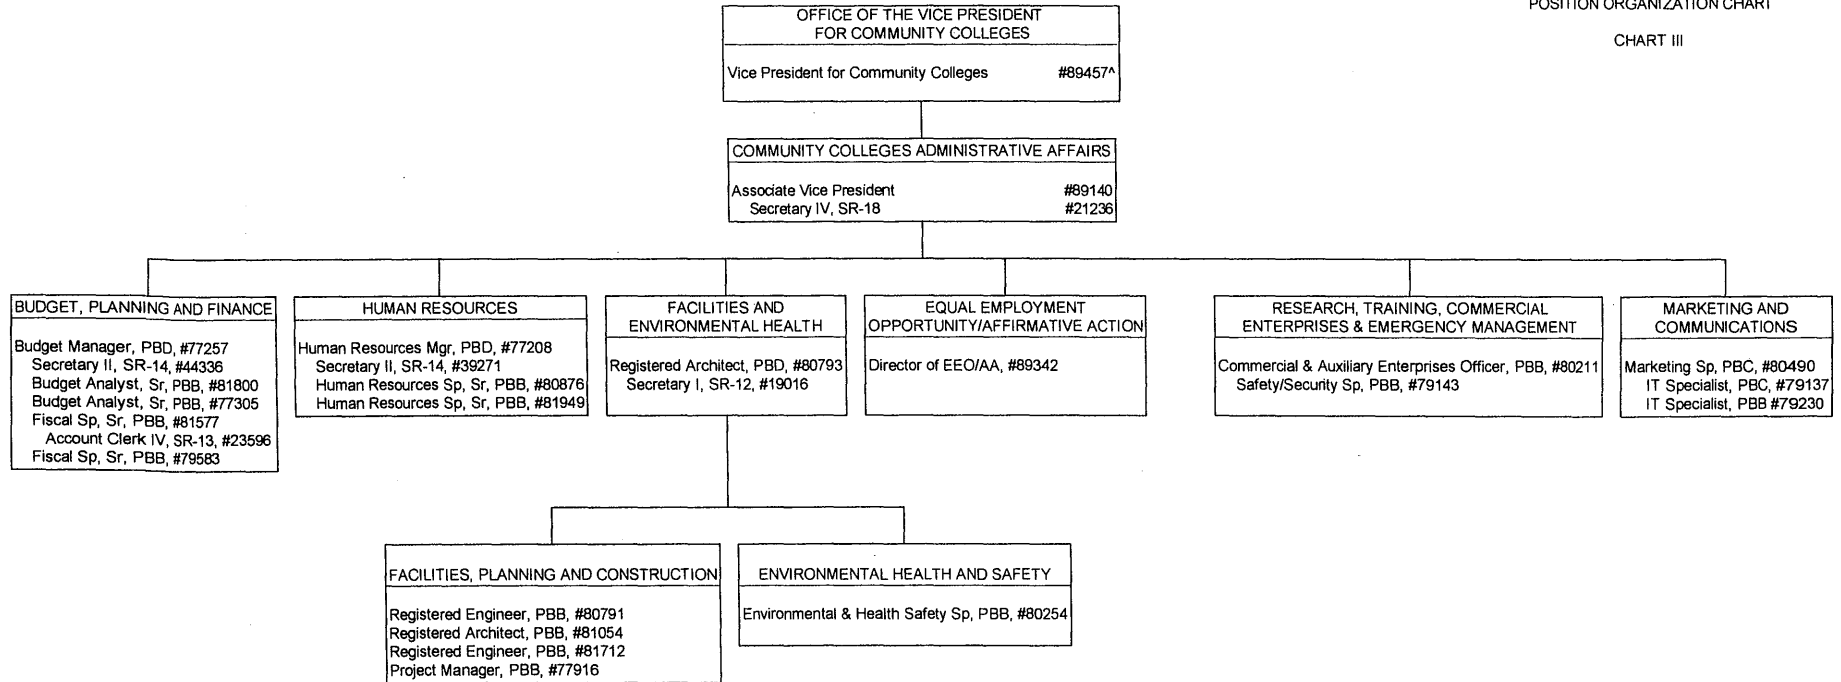 POSITION ORGANIZATION CHART
CHART III
OFFICE OF THE VICE PRESIDENT
FOR COMMUNITY COLLEGES
Vice President for Community Colleges #89457^
COMMUNITY COLLEGES ADMINISTRATIVE AFFAIRS
Associate Vice President #89140
Secretary IV, SR-18 #21236
BUDGET, PLANNING AND FINANCE
Budget Manager, PBD, #77257
Secretary II, SR-14, #44336
Budget Analyst, Sr, PBB, #81800
Budget Analyst, Sr, PBB, #77305
Fiscal Sp, Sr, PBB, #81577
Account Clerk IV, SR-13, #23596
Fiscal Sp, Sr, PBB, #79583
HUMAN RESOURCES
Human Resources Mgr, PBD, #77208
Secretary II, SR-14, #39271
Human Resources Sp, Sr, PBB, #80876
Human Resources Sp, Sr, PBB, #81949
FACILITIES AND
ENVIRONMENTAL HEALTH
Registered Architect, PBD, #80793
Secretary I, SR-12, #19016
EQUAL EMPLOYMENT
OPPORTUNITY/AFFIRMATIVE ACTION
Director of EEO/AA, #89342
RESEARCH, TRAINING, COMMERCIAL
ENTERPRISES & EMERGENCY MANAGEMENT
Commercial & Auxiliary Enterprises Officer, PBB, #80211
Safety/Security Sp, PBB, #79143
MARKETING AND
COMMUNICATIONS
Marketing Sp, PBC, #80490
IT Specialist, PBC, #79137
IT Specialist, PBB #79230
FACILITIES, PLANNING AND CONSTRUCTION
Registered Engineer, PBB, #80791
Registered Architect, PBB, #81054
Registered Engineer, PBB, #81712
Project Manager, PBB, #77916
ENVIRONMENTAL HEALTH AND SAFETY
Environmental & Health Safety Sp, PBB, #80254